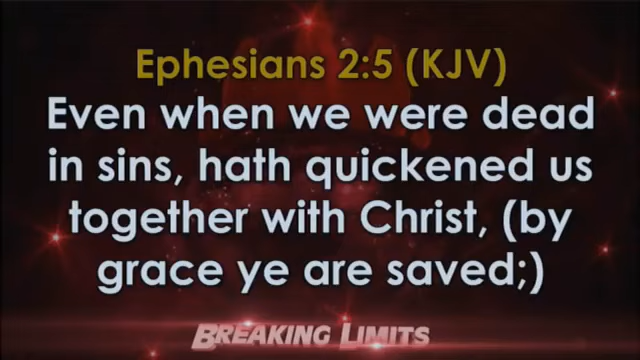 Ephesians 2:5 (KJV)
Even when we were dead
in sins, hath quickened us
together with Christ, (by
grace ye are saved;)
BREAKING LIMITS